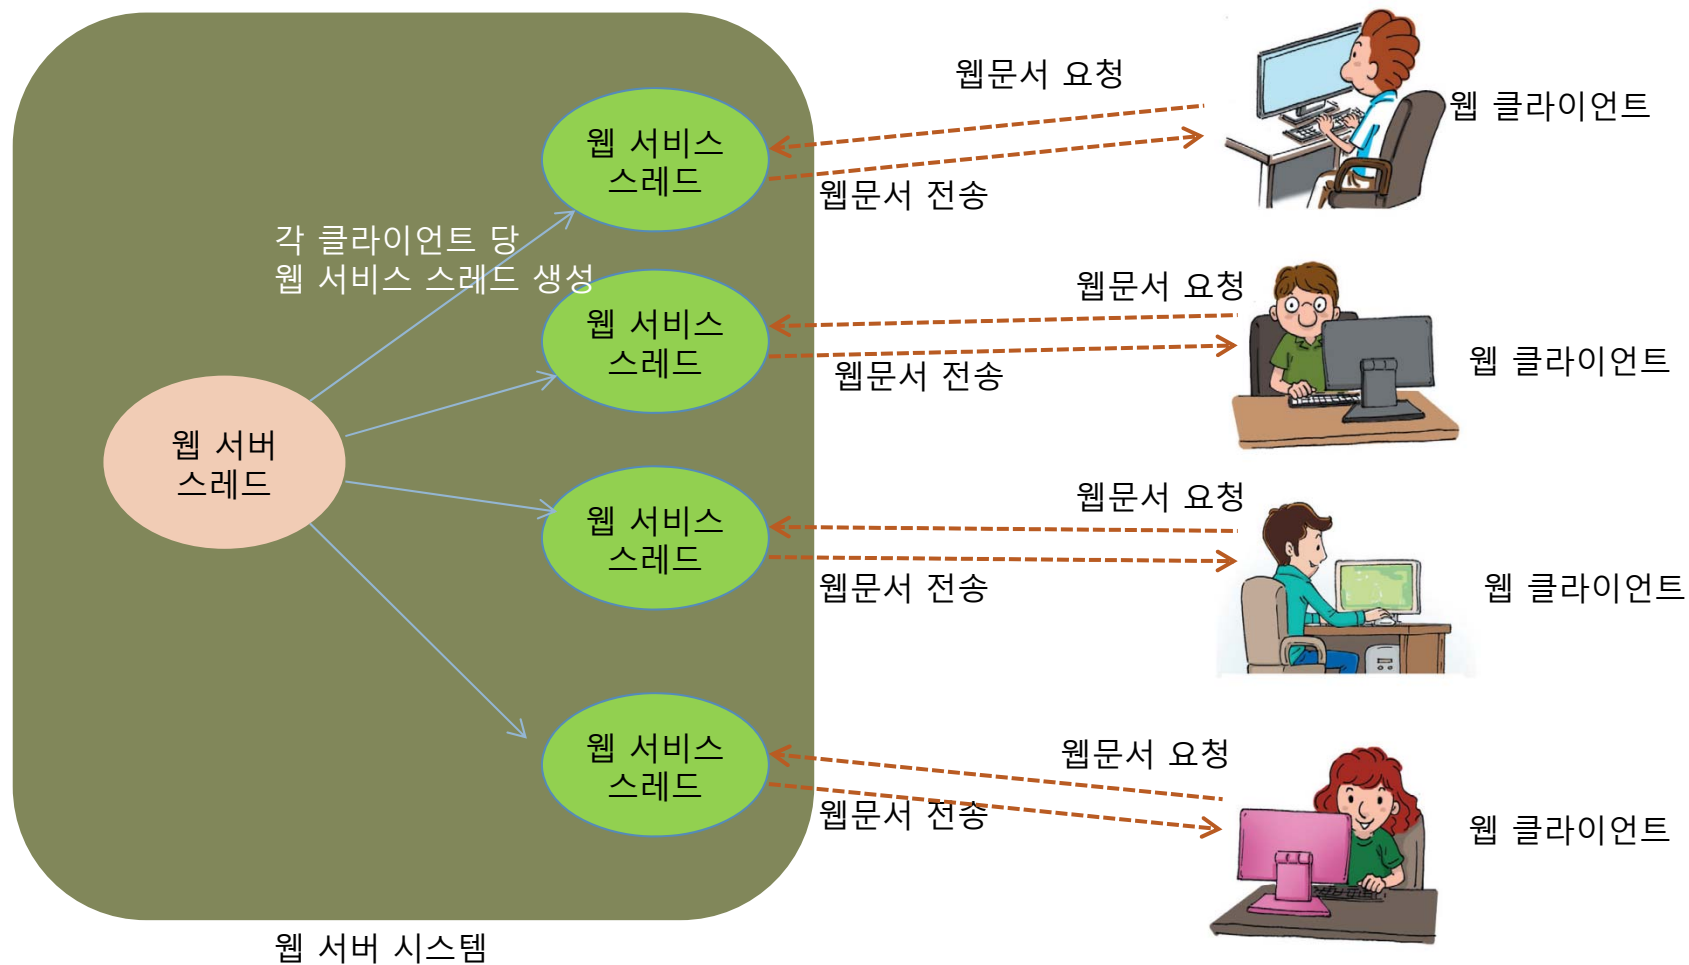 웹문서 요청
웹 클라이언트
웹 서비스
스레드
웹문서 전송
각 클라이언트 당
웹 서비스 스레드 생성
웹문서 요청
웹 서비스
스레드
웹 클라이언트
웹문서 전송
웹 서버
스레드
웹문서 요청
웹 서비스
스레드
웹문서 전송
웹 클라이언트
웹 서비스
스레드
웹문서 요청
웹문서 전송
웹 클라이언트
웹 서버 시스템